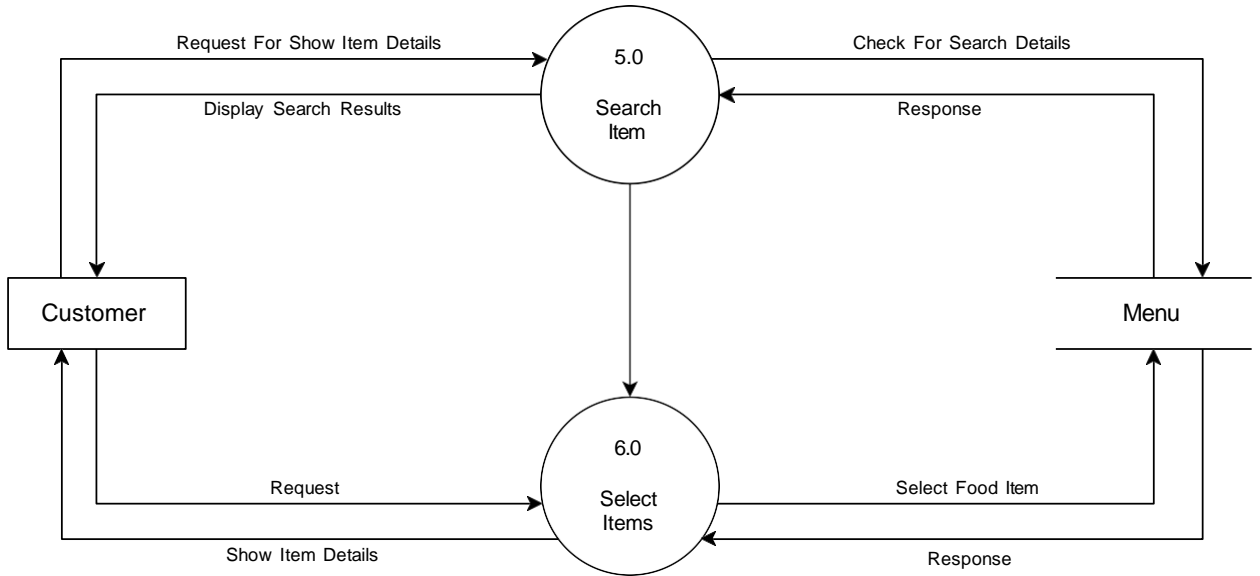 Request For Show Item Details
5.0
Check For Search Details
Display Search Results
Search
Item
Response
Customer
Menu
6.0
Request
Select
Items
Select Food Item
Show Item Details
Response